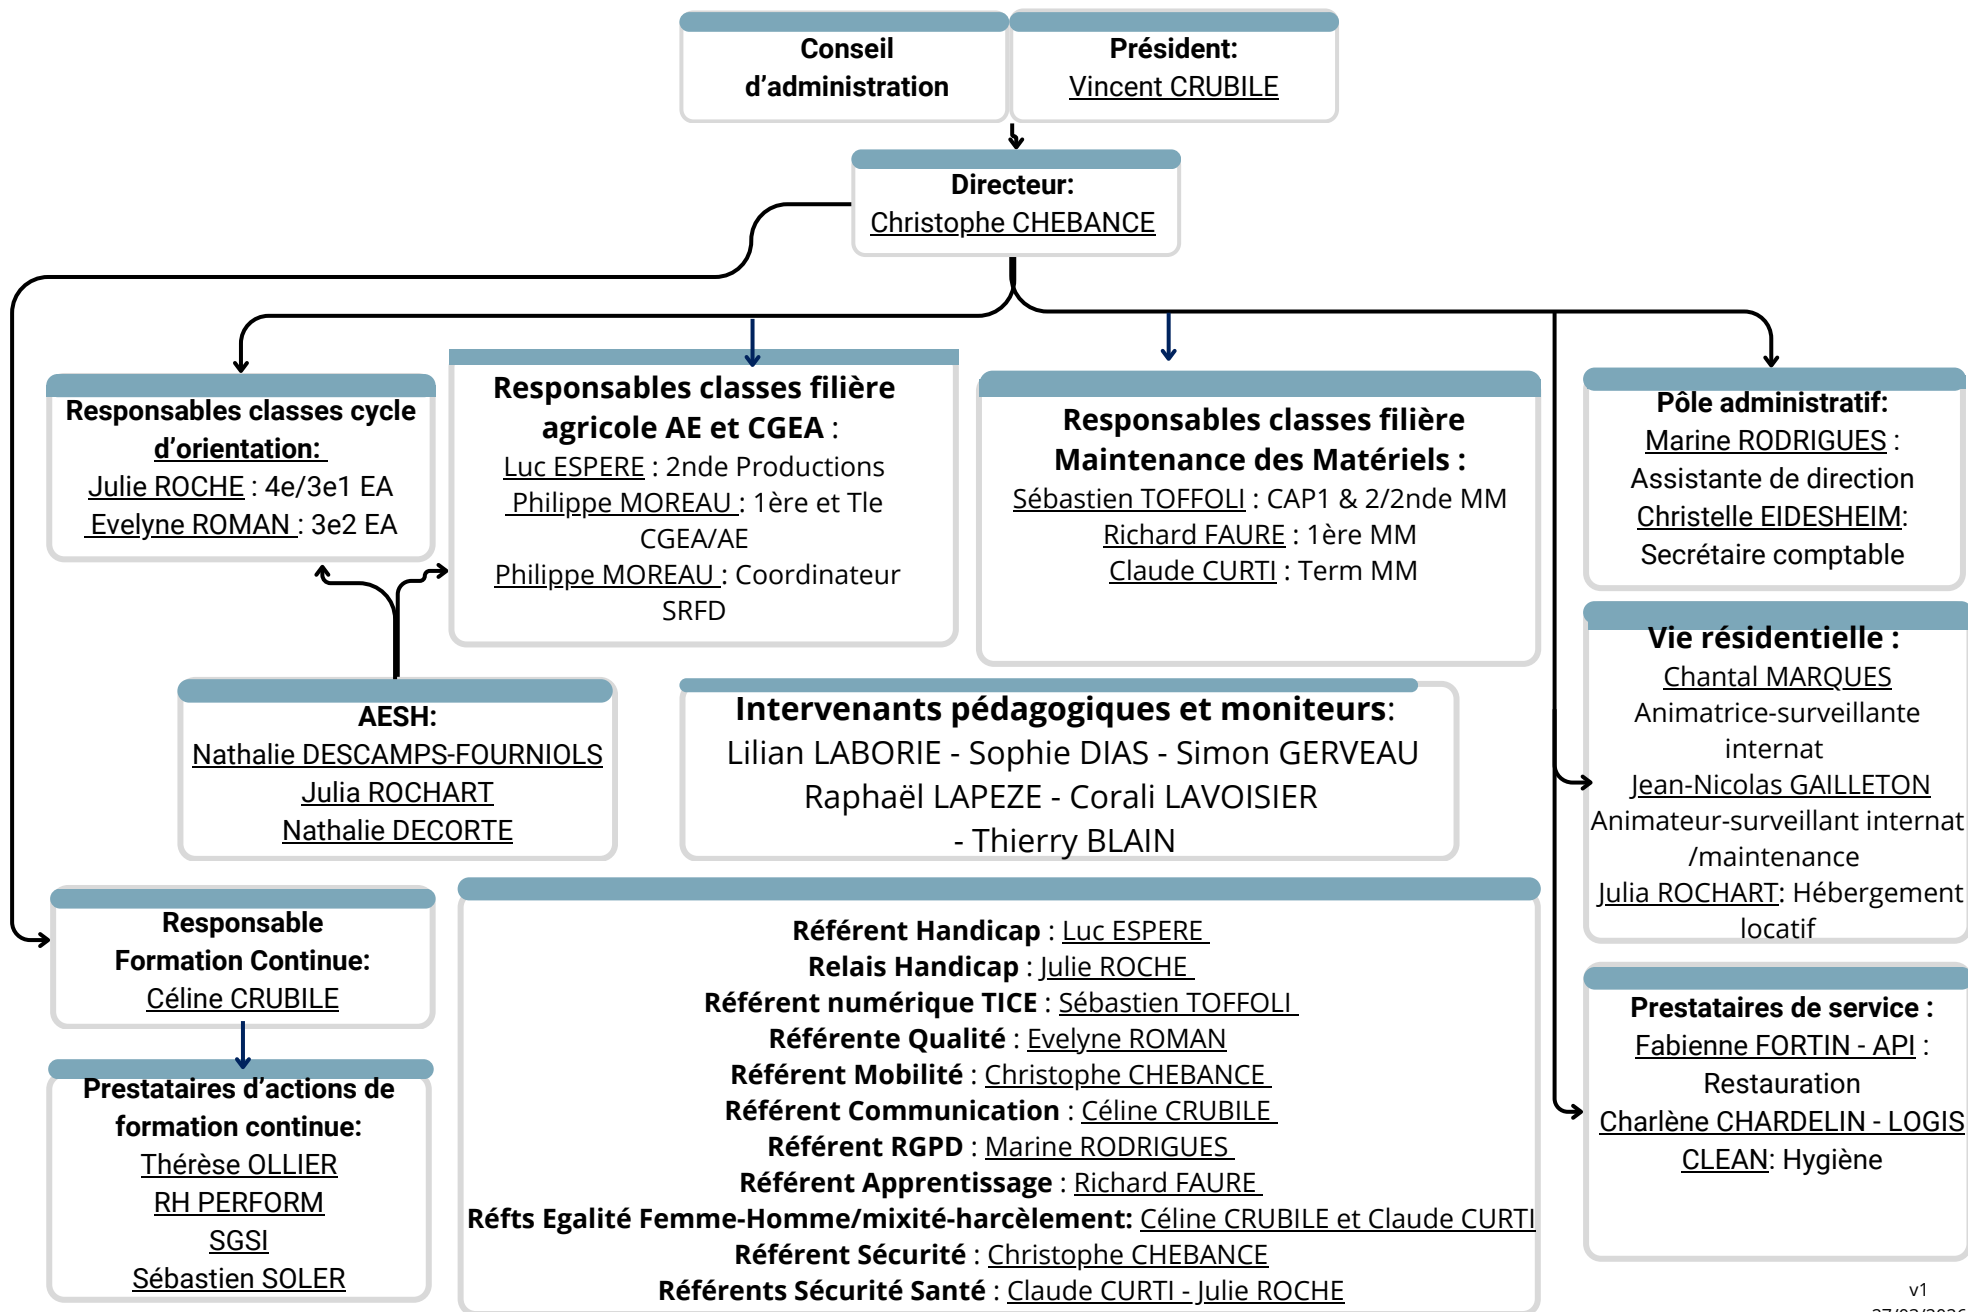 Conseil
d’administration
Président:
Vincent CRUBILE
Directeur:
Christophe CHEBANCE
Responsables classes cycle
d’orientation:
Julie ROCHE : 4e/3e1 EA
Evelyne ROMAN : 3e2 EA
Responsables classes filière
agricole AE et CGEA :
Luc ESPERE : 2nde Productions
Philippe MOREAU : 1ère et Tle
CGEA/AE
Philippe MOREAU : Coordinateur
SRFD
Responsables classes filière
Maintenance des Matériels :
Sébastien TOFFOLI : CAP1 & 2/2nde MM
Richard FAURE : 1ère MM
Claude CURTI : Term MM
Pôle administratif:
Marine RODRIGUES :
Assistante de direction
Christelle EIDESHEIM:
Secrétaire comptable
Vie résidentielle :
Chantal MARQUES
Animatrice-surveillante
internat
Jean-Nicolas GAILLETON
Animateur-surveillant internat
/maintenance
Julia ROCHART: Hébergement
locatif
AESH:
Nathalie DESCAMPS-FOURNIOLS
Julia ROCHART
Nathalie DECORTE
Intervenants pédagogiques et moniteurs:
Lilian LABORIE - Sophie DIAS - Simon GERVEAU
Raphaël LAPEZE - Corali LAVOISIER
- Thierry BLAIN
Responsable
Formation Continue:
Céline CRUBILE
Prestataires d’actions de
formation continue:
Thérèse OLLIER
RH PERFORM
SGSI
Sébastien SOLER
Référent Handicap : Luc ESPERE
Relais Handicap : Julie ROCHE
Référent numérique TICE : Sébastien TOFFOLI
Référente Qualité : Evelyne ROMAN
Référent Mobilité : Christophe CHEBANCE
Référent Communication : Céline CRUBILE
Référent RGPD : Marine RODRIGUES
Référent Apprentissage : Richard FAURE
Réfts Egalité Femme-Homme/mixité-harcèlement: Céline CRUBILE et Claude CURTI
Référent Sécurité : Christophe CHEBANCE
Référents Sécurité Santé : Claude CURTI - Julie ROCHE
Prestataires de service :
Fabienne FORTIN - API :
Restauration
Charlène CHARDELIN - LOGIS
CLEAN: Hygiène
v1